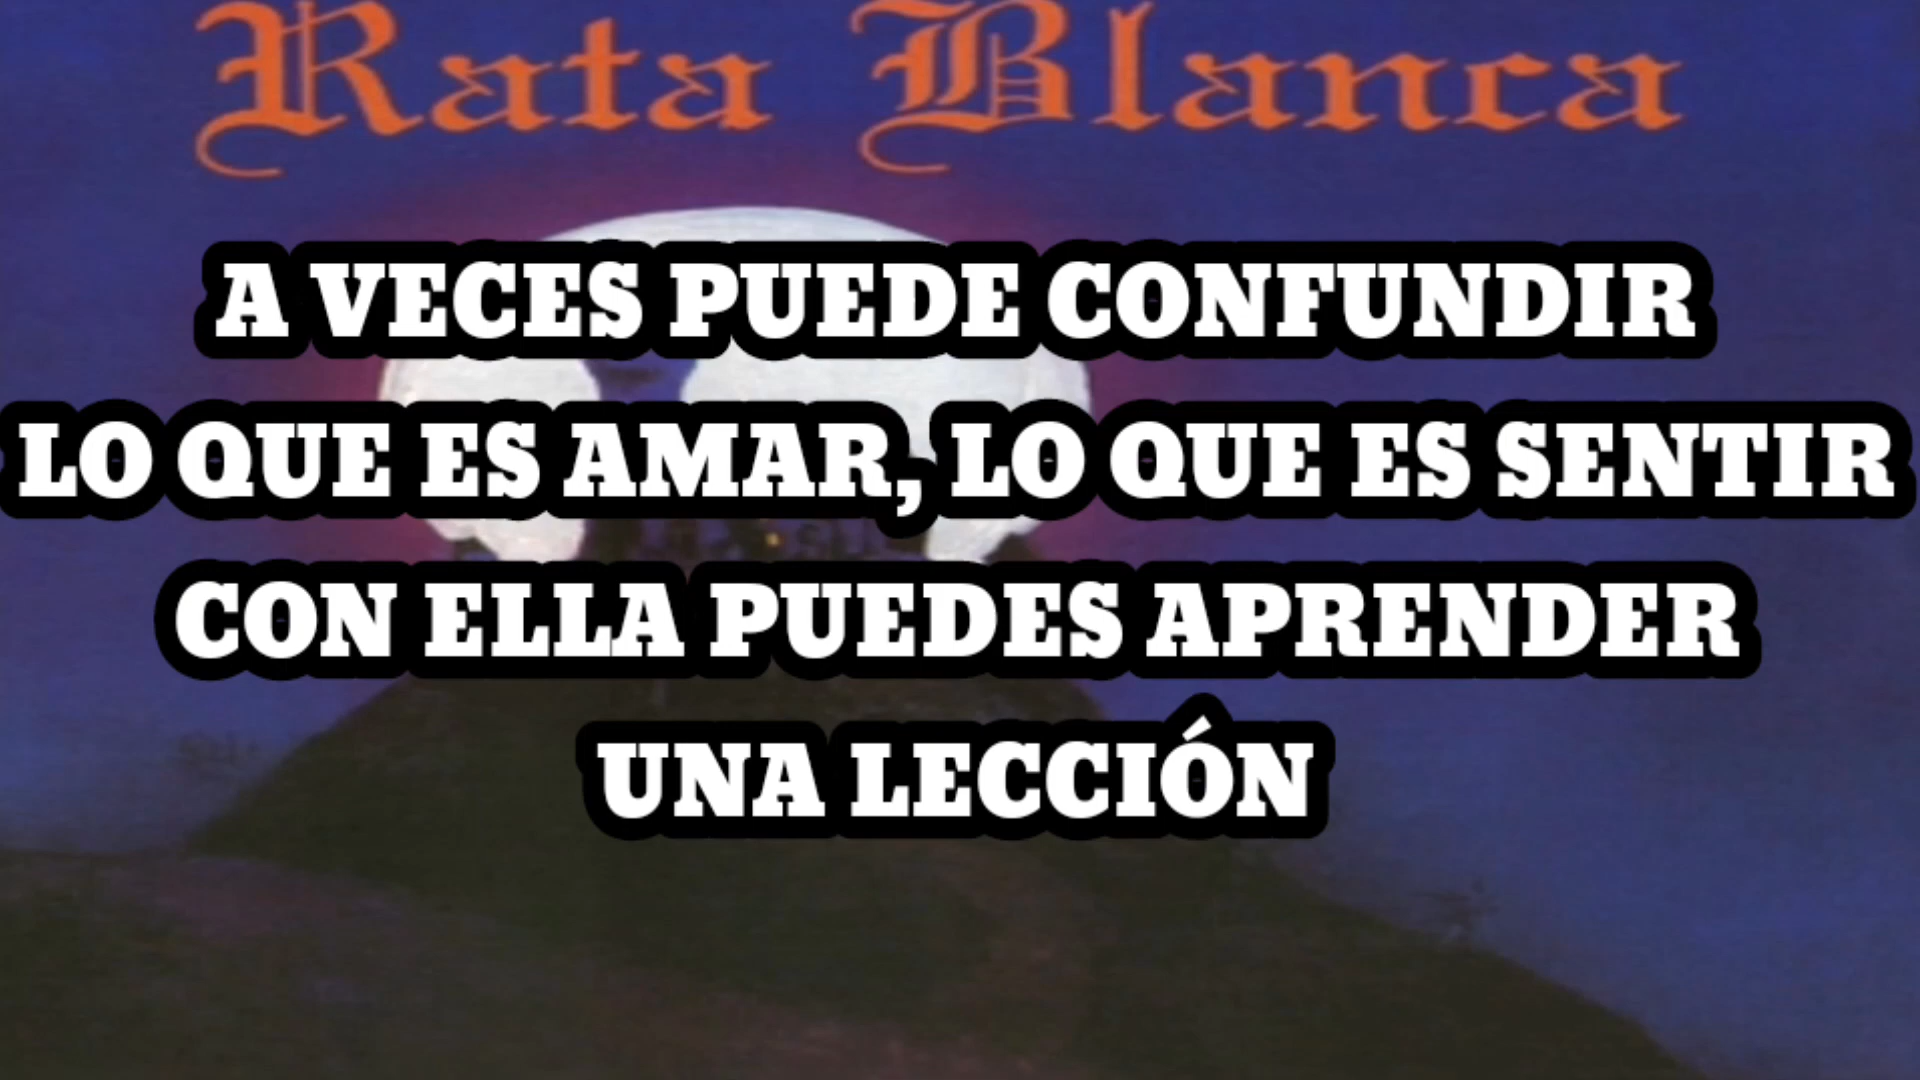 Rata Blanca
A VECES PUEDE CONFUNDIR
LO QUE ES AMAR, LO QUE ES SENTIR
CON ELLA PUEDES APRENDER
UNA LECCIÓN